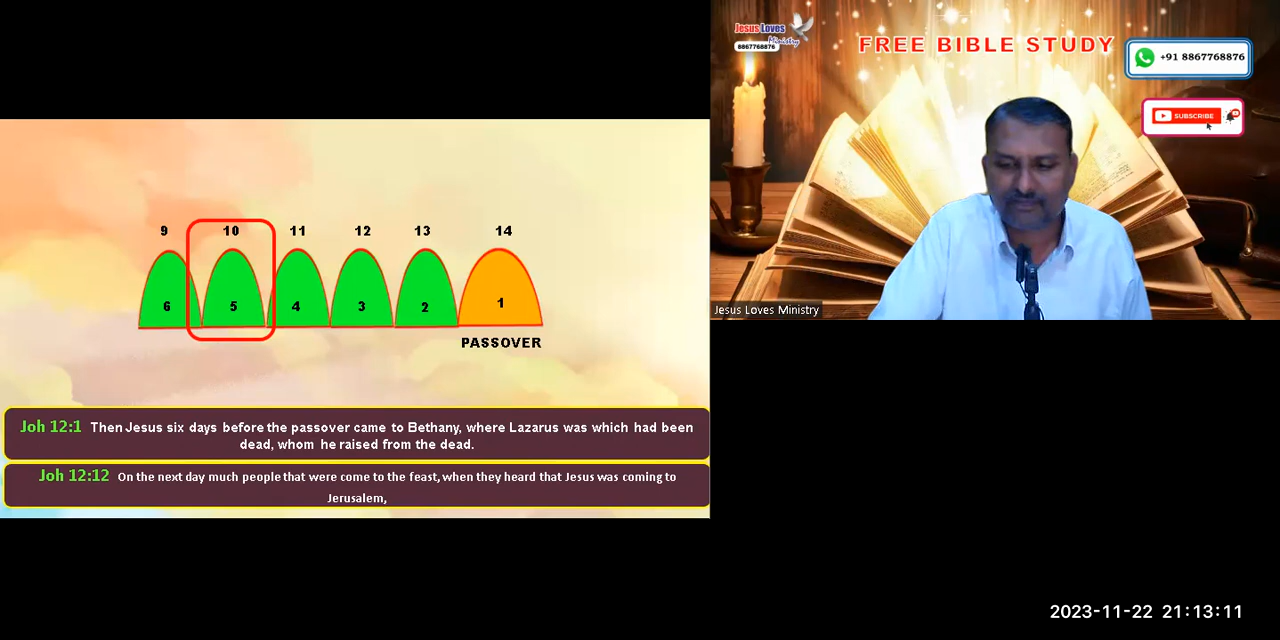 9 10 11 12 13 14
6 5 4 3 2 1
PASSOVER
Joh 12:1 Then Jesus six days before the passover came to Bethany, where Lazarus was which had been
dead, whom he raised from the dead.
Joh 12:12 On the next day much people that were come to the feast, when they heard that Jesus was coming to
Jerusalem,
Jesus Loves
Ministry
8867768876
FREE BIBLE STUDY
+91 8867768876
SUBSCRIBE
Jesus Loves Ministry
2023-11-22 21:13:11